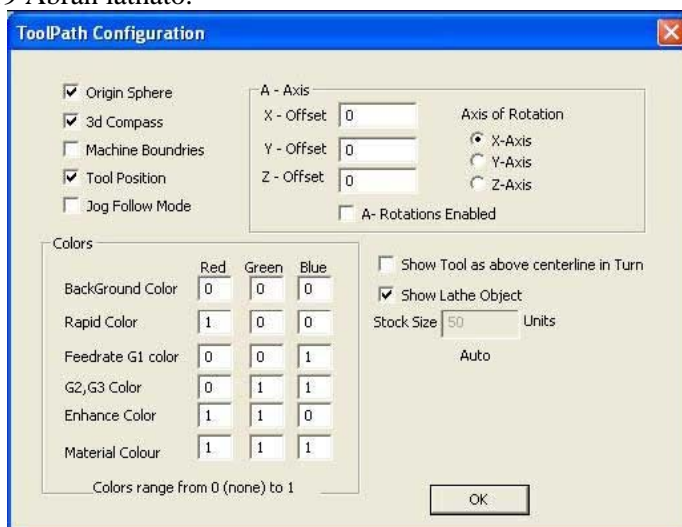 9 Ábrán látható.
ToolPath Configuration
Origin Sphere
3d Compass
Machine Boundries
Tool Position
Jog Follow Mode
A - Axis
X - Offset 0
Y - Offset 0
Z - Offset 0
Axis of Rotation
X-Axis
Y-Axis
Z-Axis
A- Rotations Enabled
Colors
Red Green Blue
BackGround Color 0 0 0
Rapid Color 1 0 0
Feedrate G1 color 0 0 1
G2,G3 Color 0 1 1
Enhance Color 1 1 0
Material Colour 1 1 1
Colors range from 0 (none) to 1
Show Tool as above centerline in Turn
Show Lathe Object
Stock Size 50 Units
Auto
OK